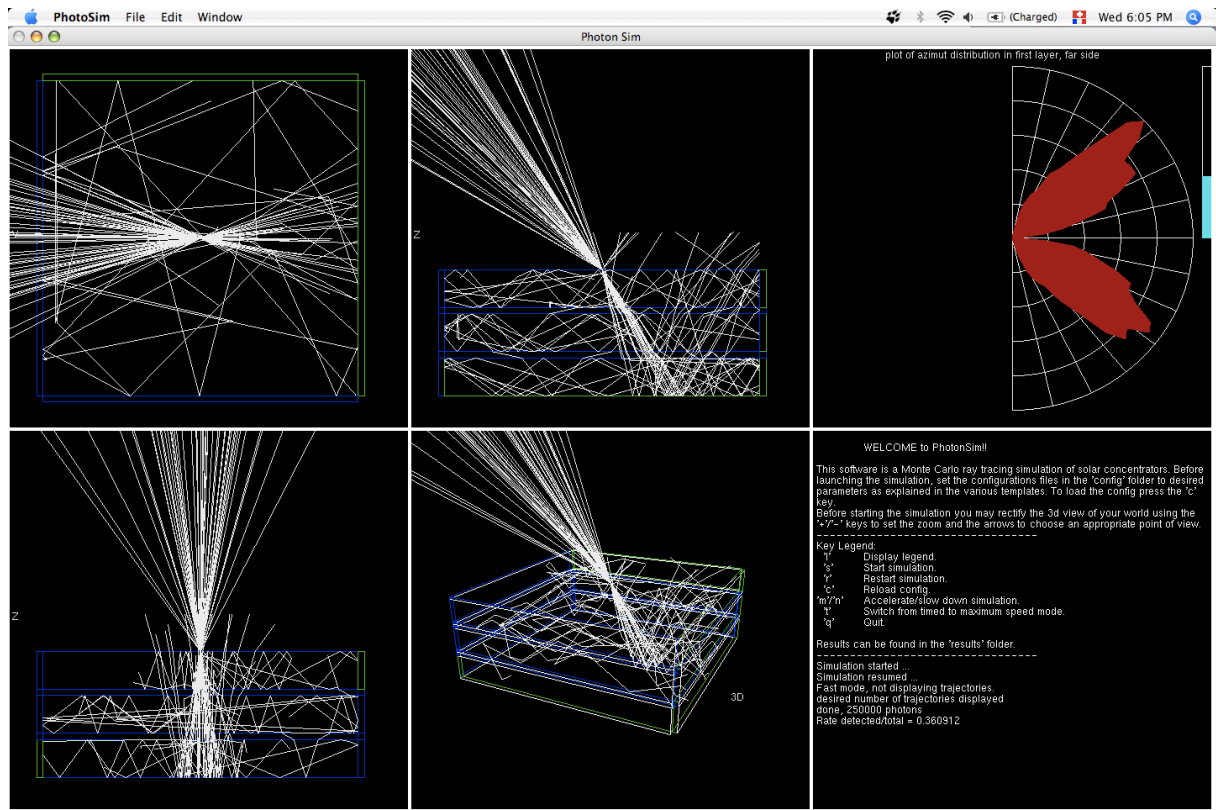 PhotoSim File Edit Window (Charged) Wed 6:05 PM
Photon Sim
plot of azimut distribution in first layer, far side
Z
Z
3D
WELCOME to PhotonSim!!
This software is a Monte Carlo ray tracing simulation of solar concentrators. Before
launching the simulation, set the configurations files in the 'config' folder to desired
parameters as explained in the various templates. To load the config press the 'c'
key.
Before starting the simulation you may rectify the 3d view of your world using the
'+'/'-' keys to set the zoom and the arrows to choose an appropriate point of view.
--------------------------------------
Key Legend:
'l' Display legend.
's' Start simulation.
'r' Restart simulation.
'c' Reload config.
'm'/'n' Accelerate/slow down simulation.
't' Switch from timed to maximum speed mode.
'q' Quit.
Results can be found in the 'results' folder.
--------------------------------------
Simulation started ...
Simulation resumed ...
Fast mode, not displaying trajectories.
desired number of trajectories displayed
done, 250000 photons
Rate detected/total = 0.360912